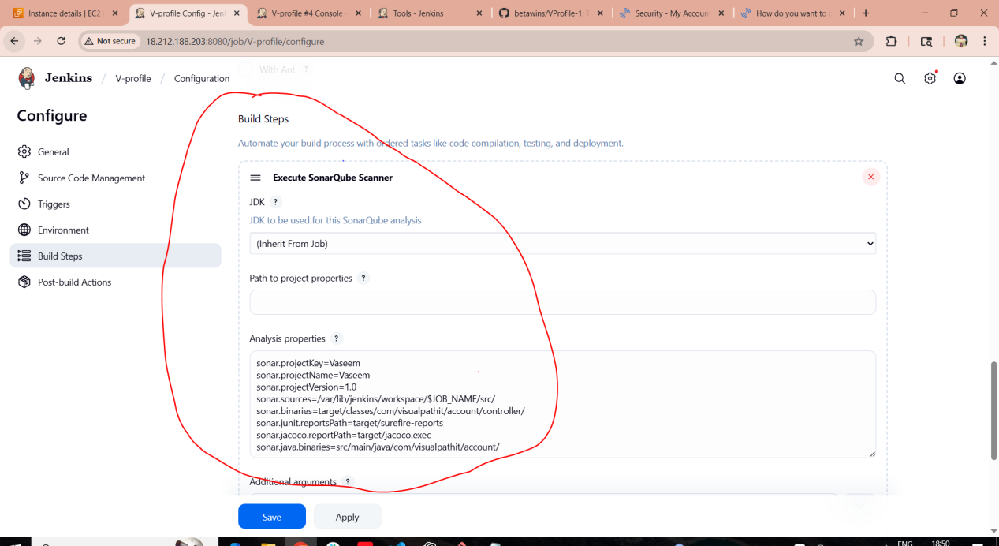 Instance details | EC2
V-profile Config - Jen
V-profile #4 Console
Tools - Jenkins
betawins/VProfile-1: T
Security - My Account
How do you want to
Not secure
18.212.188.203:8080/job/V-profile/configure
Jenkins / V-profile / Configuration
With Ant ?
Configure
General
Source Code Management
Triggers
Environment
Build Steps
Post-build Actions
Build Steps
Automate your build process with ordered tasks like code compilation, testing, and deployment.
Execute SonarQube Scanner
JDK ?
JDK to be used for this SonarQube analysis
(Inherit From Job)
Path to project properties ?
Analysis properties ?
sonar.projectKey=Vaseem
sonar.projectName=Vaseem
sonar.projectVersion=1.0
sonar.sources=/var/lib/jenkins/workspace/$JOB_NAME/src/
sonar.binaries=target/classes/com/visualpathit/account/controller/
sonar.junit.reportsPath=target/surefire-reports
sonar.jacoco.reportPath=target/jacoco.exec
sonar.java.binaries=src/main/java/com/visualpathit/account/
Additional arguments ?
Save
Apply
ENG
18:50